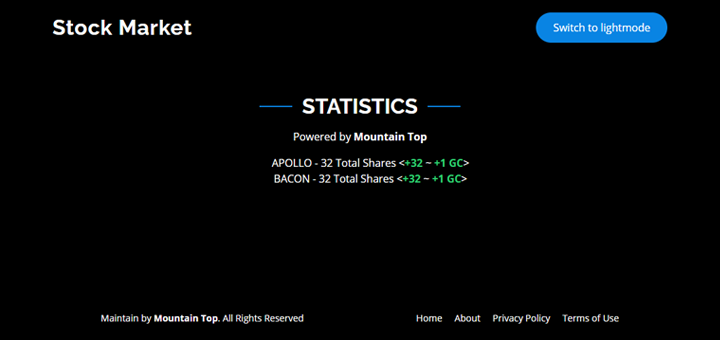 Stock Market
Switch to lightmode
STATISTICS
Powered by Mountain Top
APOLLO - 32 Total Shares <+32 ~ +1 GC>
BACON - 32 Total Shares <+32 ~ +1 GC>
Maintain by Mountain Top. All Rights Reserved
Home About Privacy Policy Terms of Use